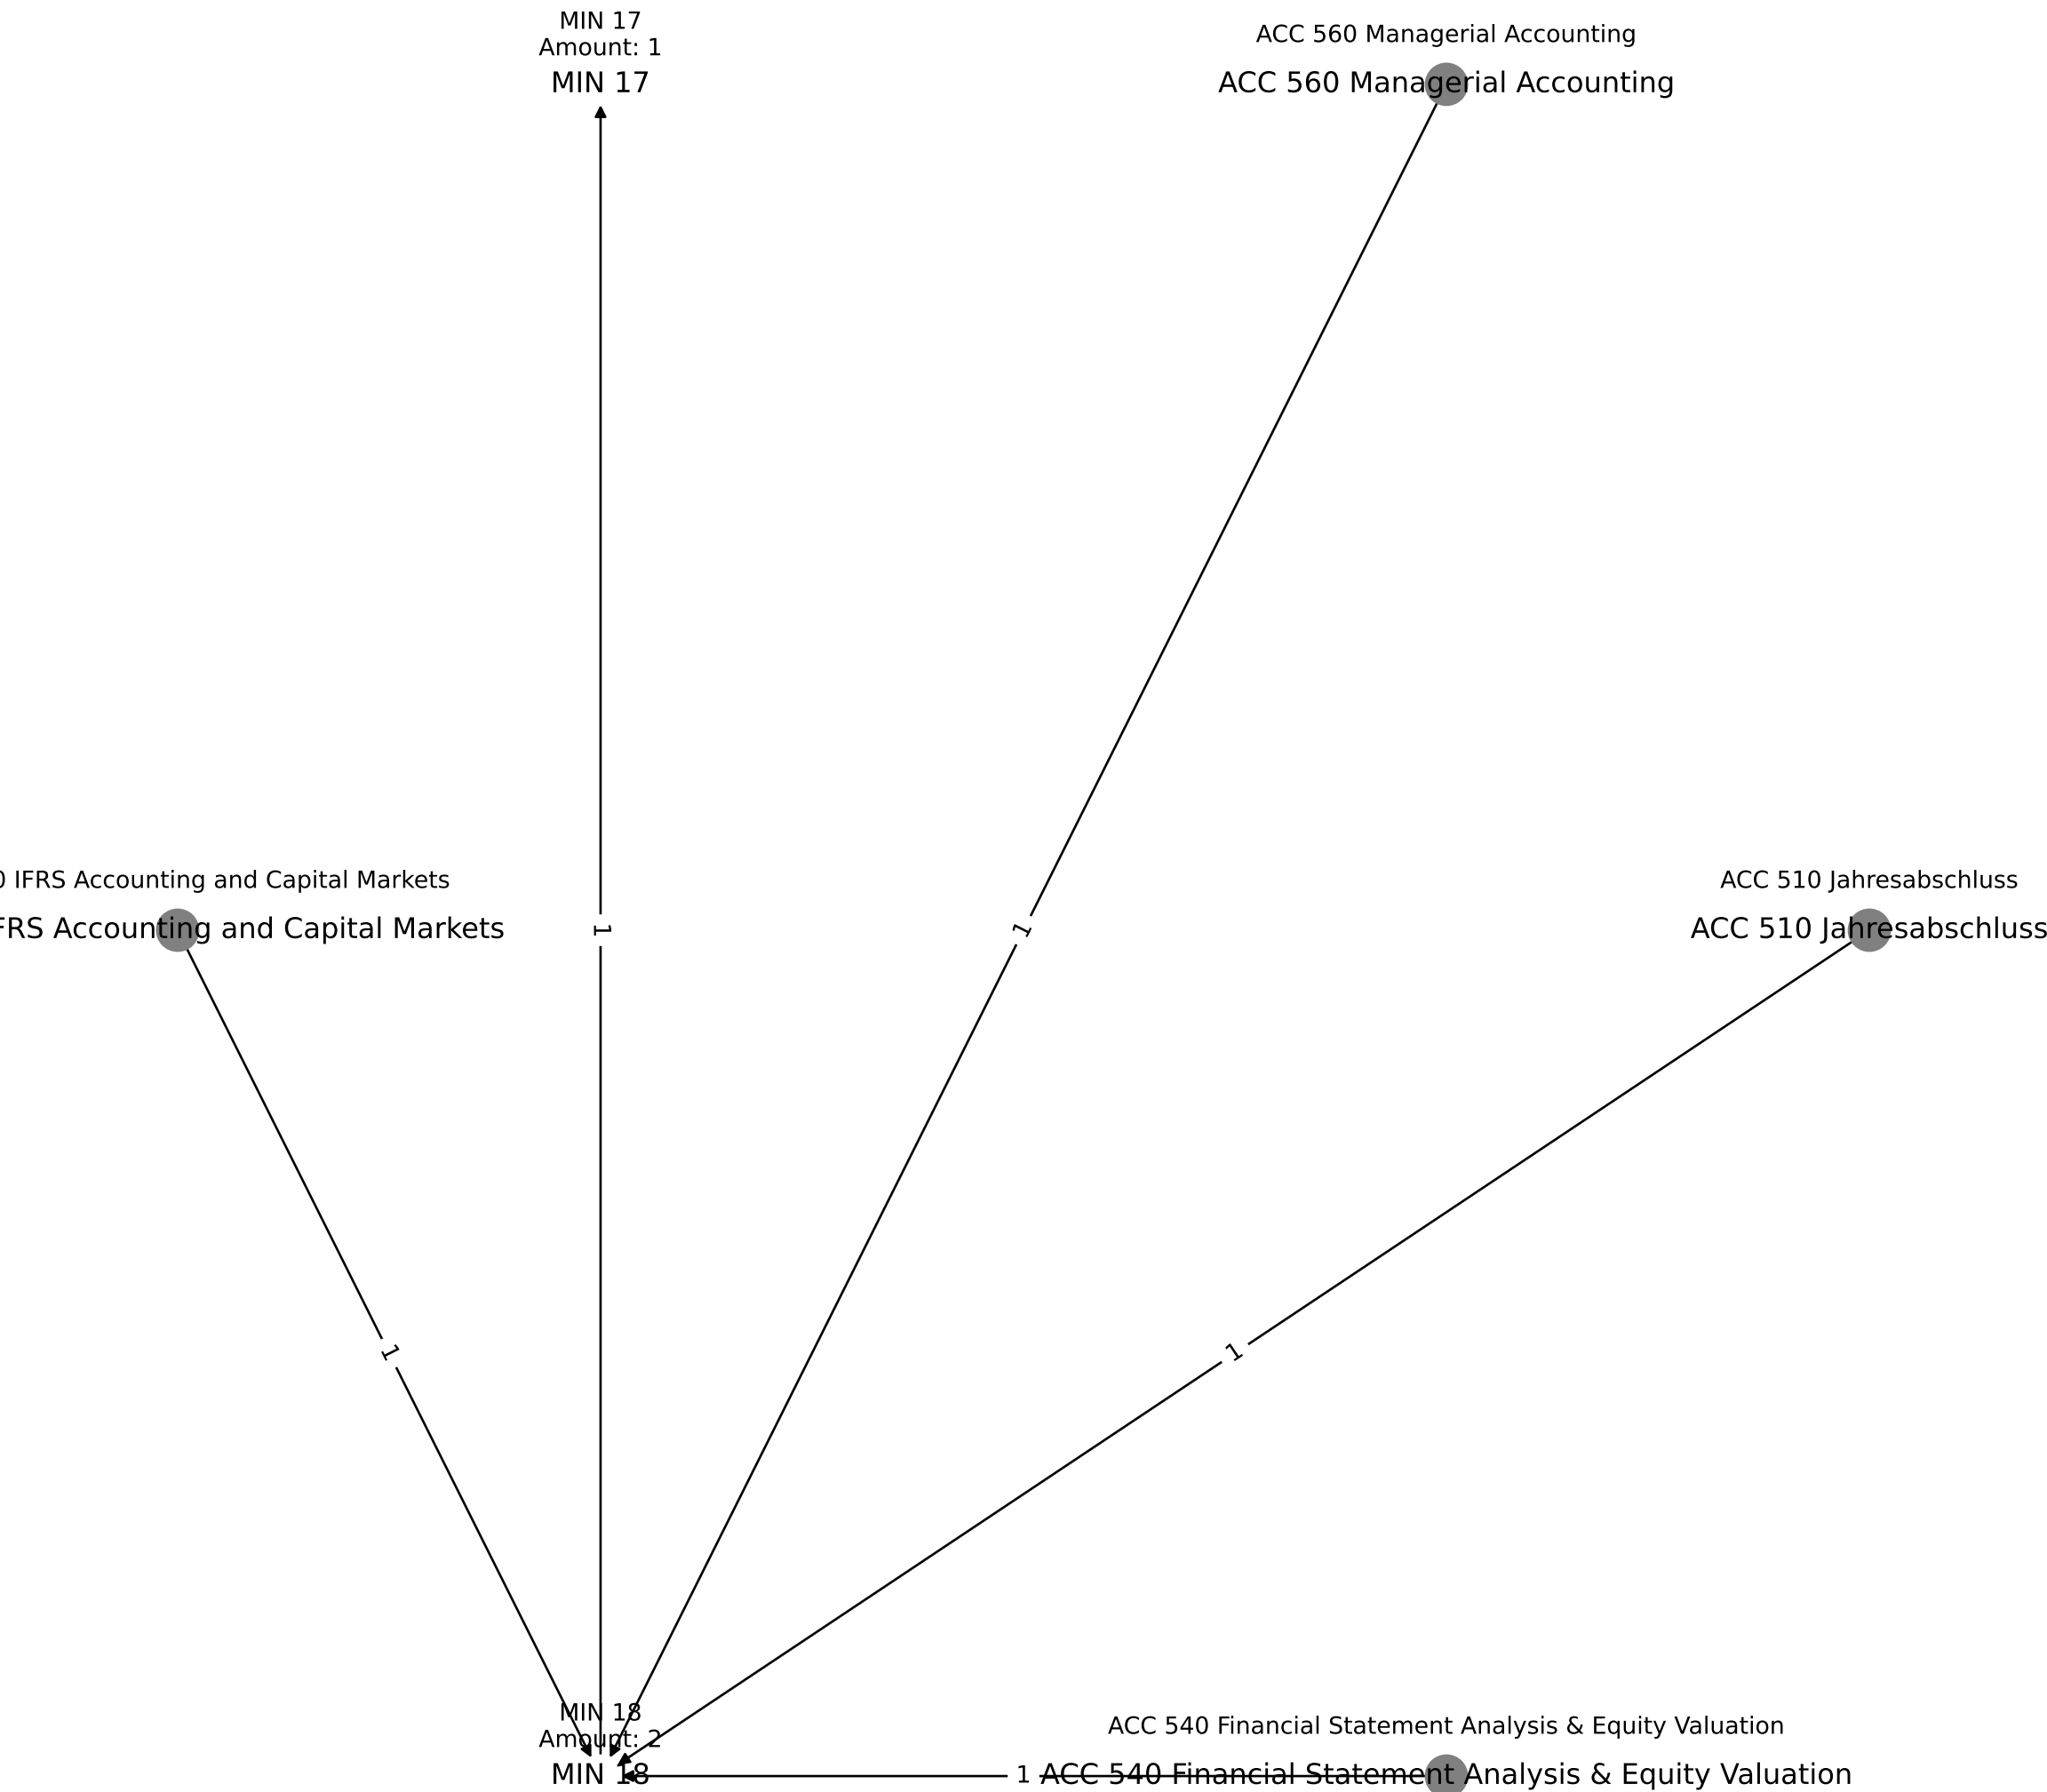 MIN 17
Amount: 1
MIN 17
ACC 560 Managerial Accounting
ACC 560 Managerial Accounting
0 IFRS Accounting and Capital Markets
FRS Accounting and Capital Markets
1
1
ACC 510 Jahresabschluss
ACC 510 Jahresabschluss
1
1
MIN 18
Amount: 2
MIN 18
1
ACC 540 Financial Statement Analysis & Equity Valuation
ACC 540 Financial Statement Analysis & Equity Valuation